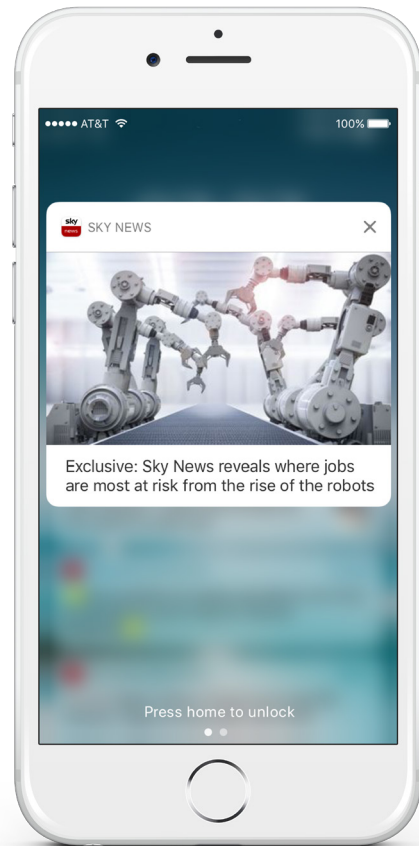 AT&T
100%
sky
news
SKY NEWS
Exclusive: Sky News reveals where jobs
are most at risk from the rise of the robots
Press home to unlock